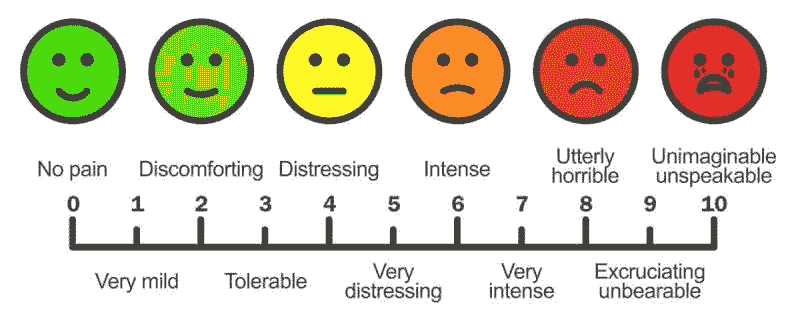 No pain
Discomforting
Distressing
Intense
Utterly
horrible
Unimaginable
unspeakable
0 1 2 3 4 5 6 7 8 9 10
Very mild
Tolerable
Very
distressing
Very
intense
Excruciating
unbearable